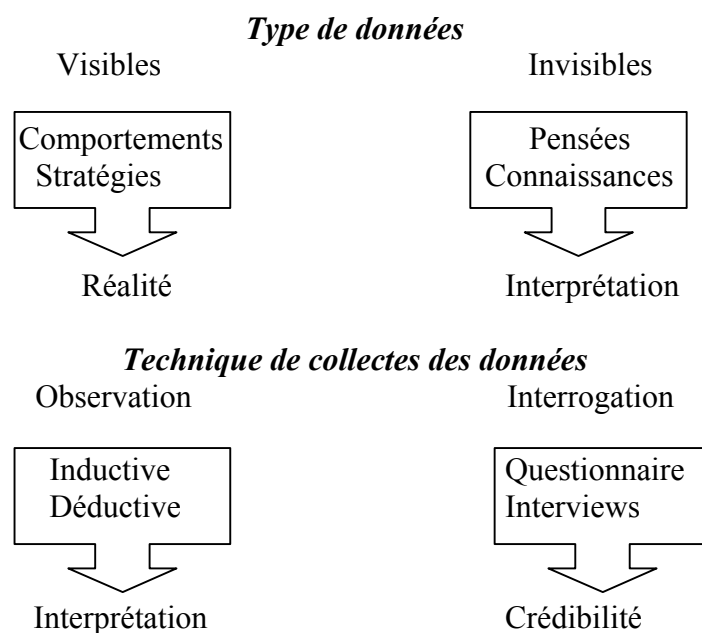 Type de données
Visibles Invisibles
Comportements
Stratégies
Pensées
Connaissances
Réalité Interprétation
Technique de collectes des données
Observation Interrogation
Inductive
Déductive
Questionnaire
Interviews
Interprétation Crédibilité